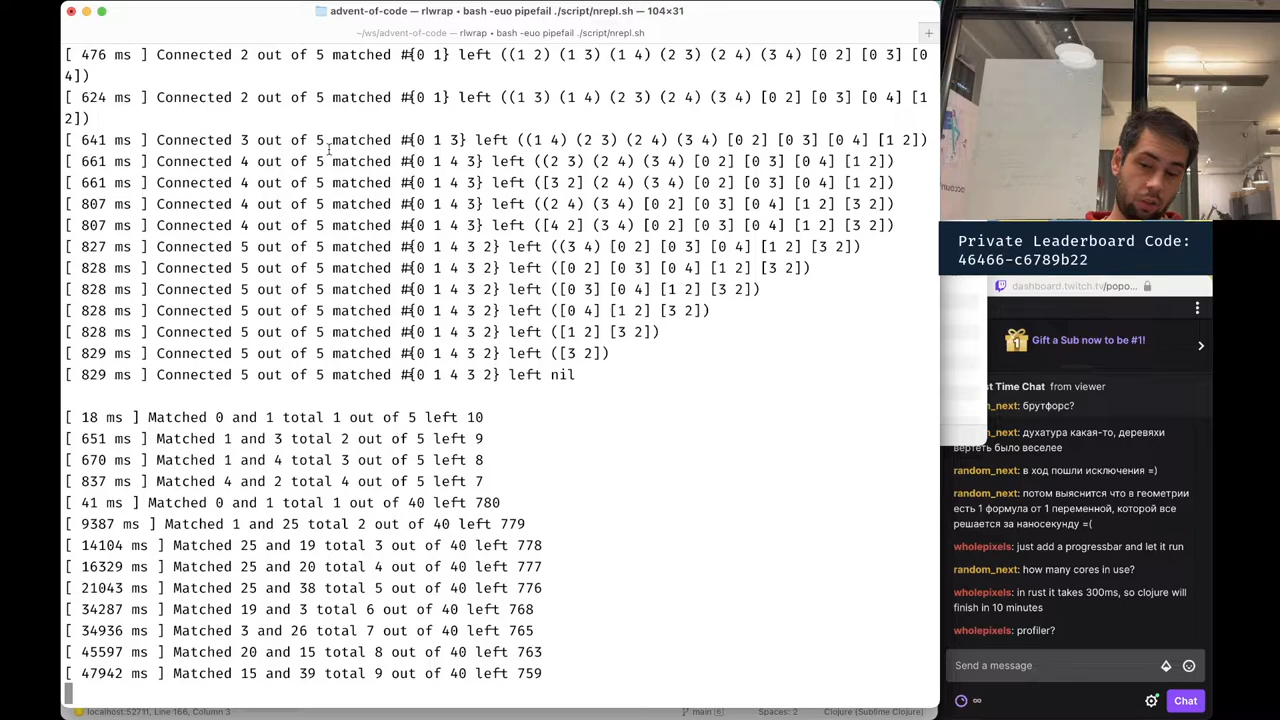 advent-of-code — rlwrap • bash -euo pipefail ./script/nrepl.sh — 104×31
~/ws/advent-of-code — rlwrap • bash -euo pipefail ./script/nrepl.sh
+
[ 476 ms ] Connected 2 out of 5 matched #{0 1} left ((1 2) (1 3) (1 4) (2 3) (2 4) (3 4) [0 2] [0 3] [0
4])
[ 624 ms ] Connected 2 out of 5 matched #{0 1} left ((1 3) (1 4) (2 3) (2 4) (3 4) [0 2] [0 3] [0 4] [1
2])
[ 641 ms ] Connected 3 out of 5 matched #{0 1 3} left ((1 4) (2 3) (2 4) (3 4) [0 2] [0 3] [0 4] [1 2])
[ 661 ms ] Connected 4 out of 5 matched #{0 1 4 3} left ((2 3) (2 4) (3 4) [0 2] [0 3] [0 4] [1 2])
[ 661 ms ] Connected 4 out of 5 matched #{0 1 4 3} left ([3 2] (2 4) (3 4) [0 2] [0 3] [0 4] [1 2])
[ 807 ms ] Connected 4 out of 5 matched #{0 1 4 3} left ((2 4) (3 4) [0 2] [0 3] [0 4] [1 2] [3 2])
[ 807 ms ] Connected 4 out of 5 matched #{0 1 4 3} left ([4 2] (3 4) [0 2] [0 3] [0 4] [1 2] [3 2])
[ 827 ms ] Connected 5 out of 5 matched #{0 1 4 3 2} left ((3 4) [0 2] [0 3] [0 4] [1 2] [3 2])
[ 828 ms ] Connected 5 out of 5 matched #{0 1 4 3 2} left ([0 2] [0 3] [0 4] [1 2] [3 2])
[ 828 ms ] Connected 5 out of 5 matched #{0 1 4 3 2} left ([0 3] [0 4] [1 2] [3 2])
[ 828 ms ] Connected 5 out of 5 matched #{0 1 4 3 2} left ([0 4] [1 2] [3 2])
[ 828 ms ] Connected 5 out of 5 matched #{0 1 4 3 2} left ([1 2] [3 2])
[ 829 ms ] Connected 5 out of 5 matched #{0 1 4 3 2} left ([3 2])
[ 829 ms ] Connected 5 out of 5 matched #{0 1 4 3 2} left nil
[ 18 ms ] Matched 0 and 1 total 1 out of 5 left 10
[ 651 ms ] Matched 1 and 3 total 2 out of 5 left 9
[ 670 ms ] Matched 1 and 4 total 3 out of 5 left 8
[ 837 ms ] Matched 4 and 2 total 4 out of 5 left 7
[ 41 ms ] Matched 0 and 1 total 1 out of 40 left 780
[ 9387 ms ] Matched 1 and 25 total 2 out of 40 left 779
[ 14104 ms ] Matched 25 and 19 total 3 out of 40 left 778
[ 16329 ms ] Matched 25 and 20 total 4 out of 40 left 777
[ 21043 ms ] Matched 25 and 38 total 5 out of 40 left 776
[ 34287 ms ] Matched 19 and 3 total 6 out of 40 left 768
[ 34936 ms ] Matched 3 and 26 total 7 out of 40 left 765
[ 45597 ms ] Matched 20 and 15 total 8 out of 40 left 763
[ 47942 ms ] Matched 15 and 39 total 9 out of 40 left 759
localhost:52711, Line 166, Column 3
main [6]
Spaces: 2
Clojure (Sublime Clojure)
Private Leaderboard Code:
46466-c6789b22
dashboard.twitch.tv/popo...
1
Gift a Sub now to be #1!
st Time Chat from viewer
m_next: брутфорс?
m_next: духатура какая-то, деревяхи
вертеть было веселее
random_next: в ход пошли исключения =)
random_next: потом выяснится что в геометрии
есть 1 формула от 1 переменной, которой все
решается за наносекунду =(
wholepixels: just add a progressbar and let it run
random_next: how many cores in use?
wholepixels: in rust it takes 300ms, so clojure will
finish in 10 minutes
wholepixels: profiler?
Send a message
∞
Chat